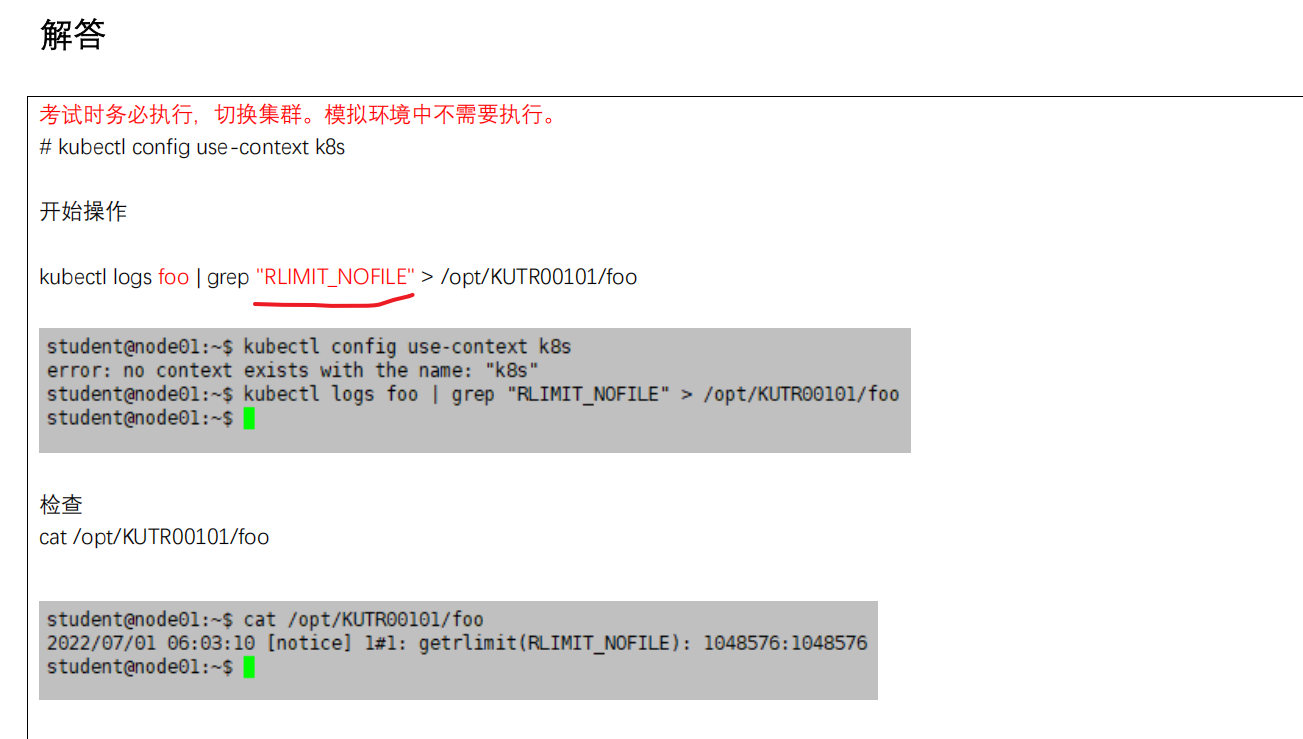 解答
考试时务必执行，切换集群。模拟环境中不需要执行。
# kubectl config use-context k8s
开始操作
kubectl logs foo | grep "RLIMIT_NOFILE" > /opt/KUTR00101/foo
student@node01:~$ kubectl config use-context k8s
error: no context exists with the name: "k8s"
student@node01:~$ kubectl logs foo | grep "RLIMIT_NOFILE" > /opt/KUTR00101/foo
student@node01:~$
检查
cat /opt/KUTR00101/foo
student@node01:~$ cat /opt/KUTR00101/foo
2022/07/01 06:03:10 [notice] 1#1: getrlimit(RLIMIT_NOFILE): 1048576:1048576
student@node01:~$